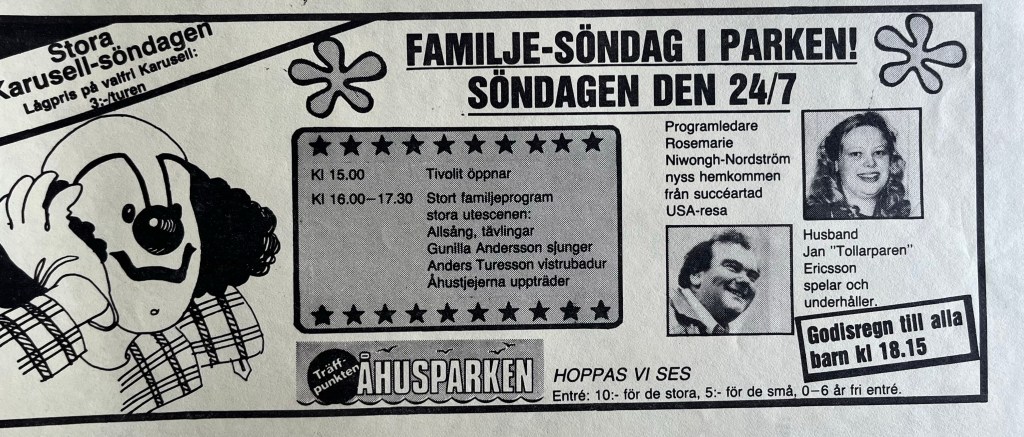 Stora
Karusell-söndagen
Lågpris på valfri Karusell:
3:-/turen
FAMILJE-SÖNDAG I PARKEN!
SÖNDAGEN DEN 24/7
Kl 15.00 Tivolit öppnar
Kl 16.00–17.30 Stort familjeprogram
stora utescenen:
Allsång, tävlingar
Gunilla Andersson sjunger
Anders Turesson vistrubadur
Åhustjejerna uppträder
Programledare
Rosemarie
Niwongh-Nordström
nyss hemkommen
från succéartad
USA-resa
Husband
Jan "Tollarparen"
Ericsson
spelar och
underhåller.
Godisregn till alla
barn kl 18.15
Träff-
punkten
ÅHUSPARKEN
HOPPAS VI SES
Entré: 10:- för de stora, 5:- för de små, 0–6 år fri entré.